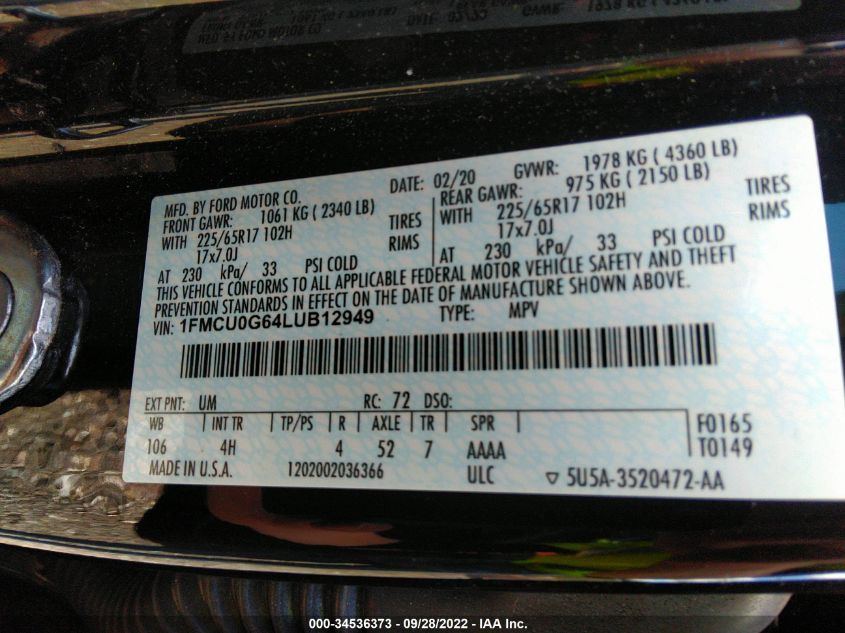 MFD. BY FORD MOTOR CO. DATE: 02/20 GVWR: 1978 KG ( 4360 LB)
FRONT GAWR: 1061 KG ( 2340 LB) REAR GAWR: 975 KG ( 2150 LB)
WITH 225/65R17 102H TIRES WITH 225/65R17 102H TIRES
17x7.0J RIMS 17x7.0J RIMS
AT 230 kPa/ 33 PSI COLD AT 230 kPa/ 33 PSI COLD
THIS VEHICLE CONFORMS TO ALL APPLICABLE FEDERAL MOTOR VEHICLE SAFETY AND THEFT
PREVENTION STANDARDS IN EFFECT ON THE DATE OF MANUFACTURE SHOWN ABOVE.
VIN: 1FMCU0G64LUB12949 TYPE: MPV
EXT PNT: UM RC: 72 DSO:
WB INT TR TP/PS R AXLE TR SPR F0165
106 4H 4 52 7 AAAA T0149
MADE IN U.S.A. 1202002036366 ULC ▽ 5U5A-3520472-AA
000-34536373 - 09/28/2022 - IAA Inc.